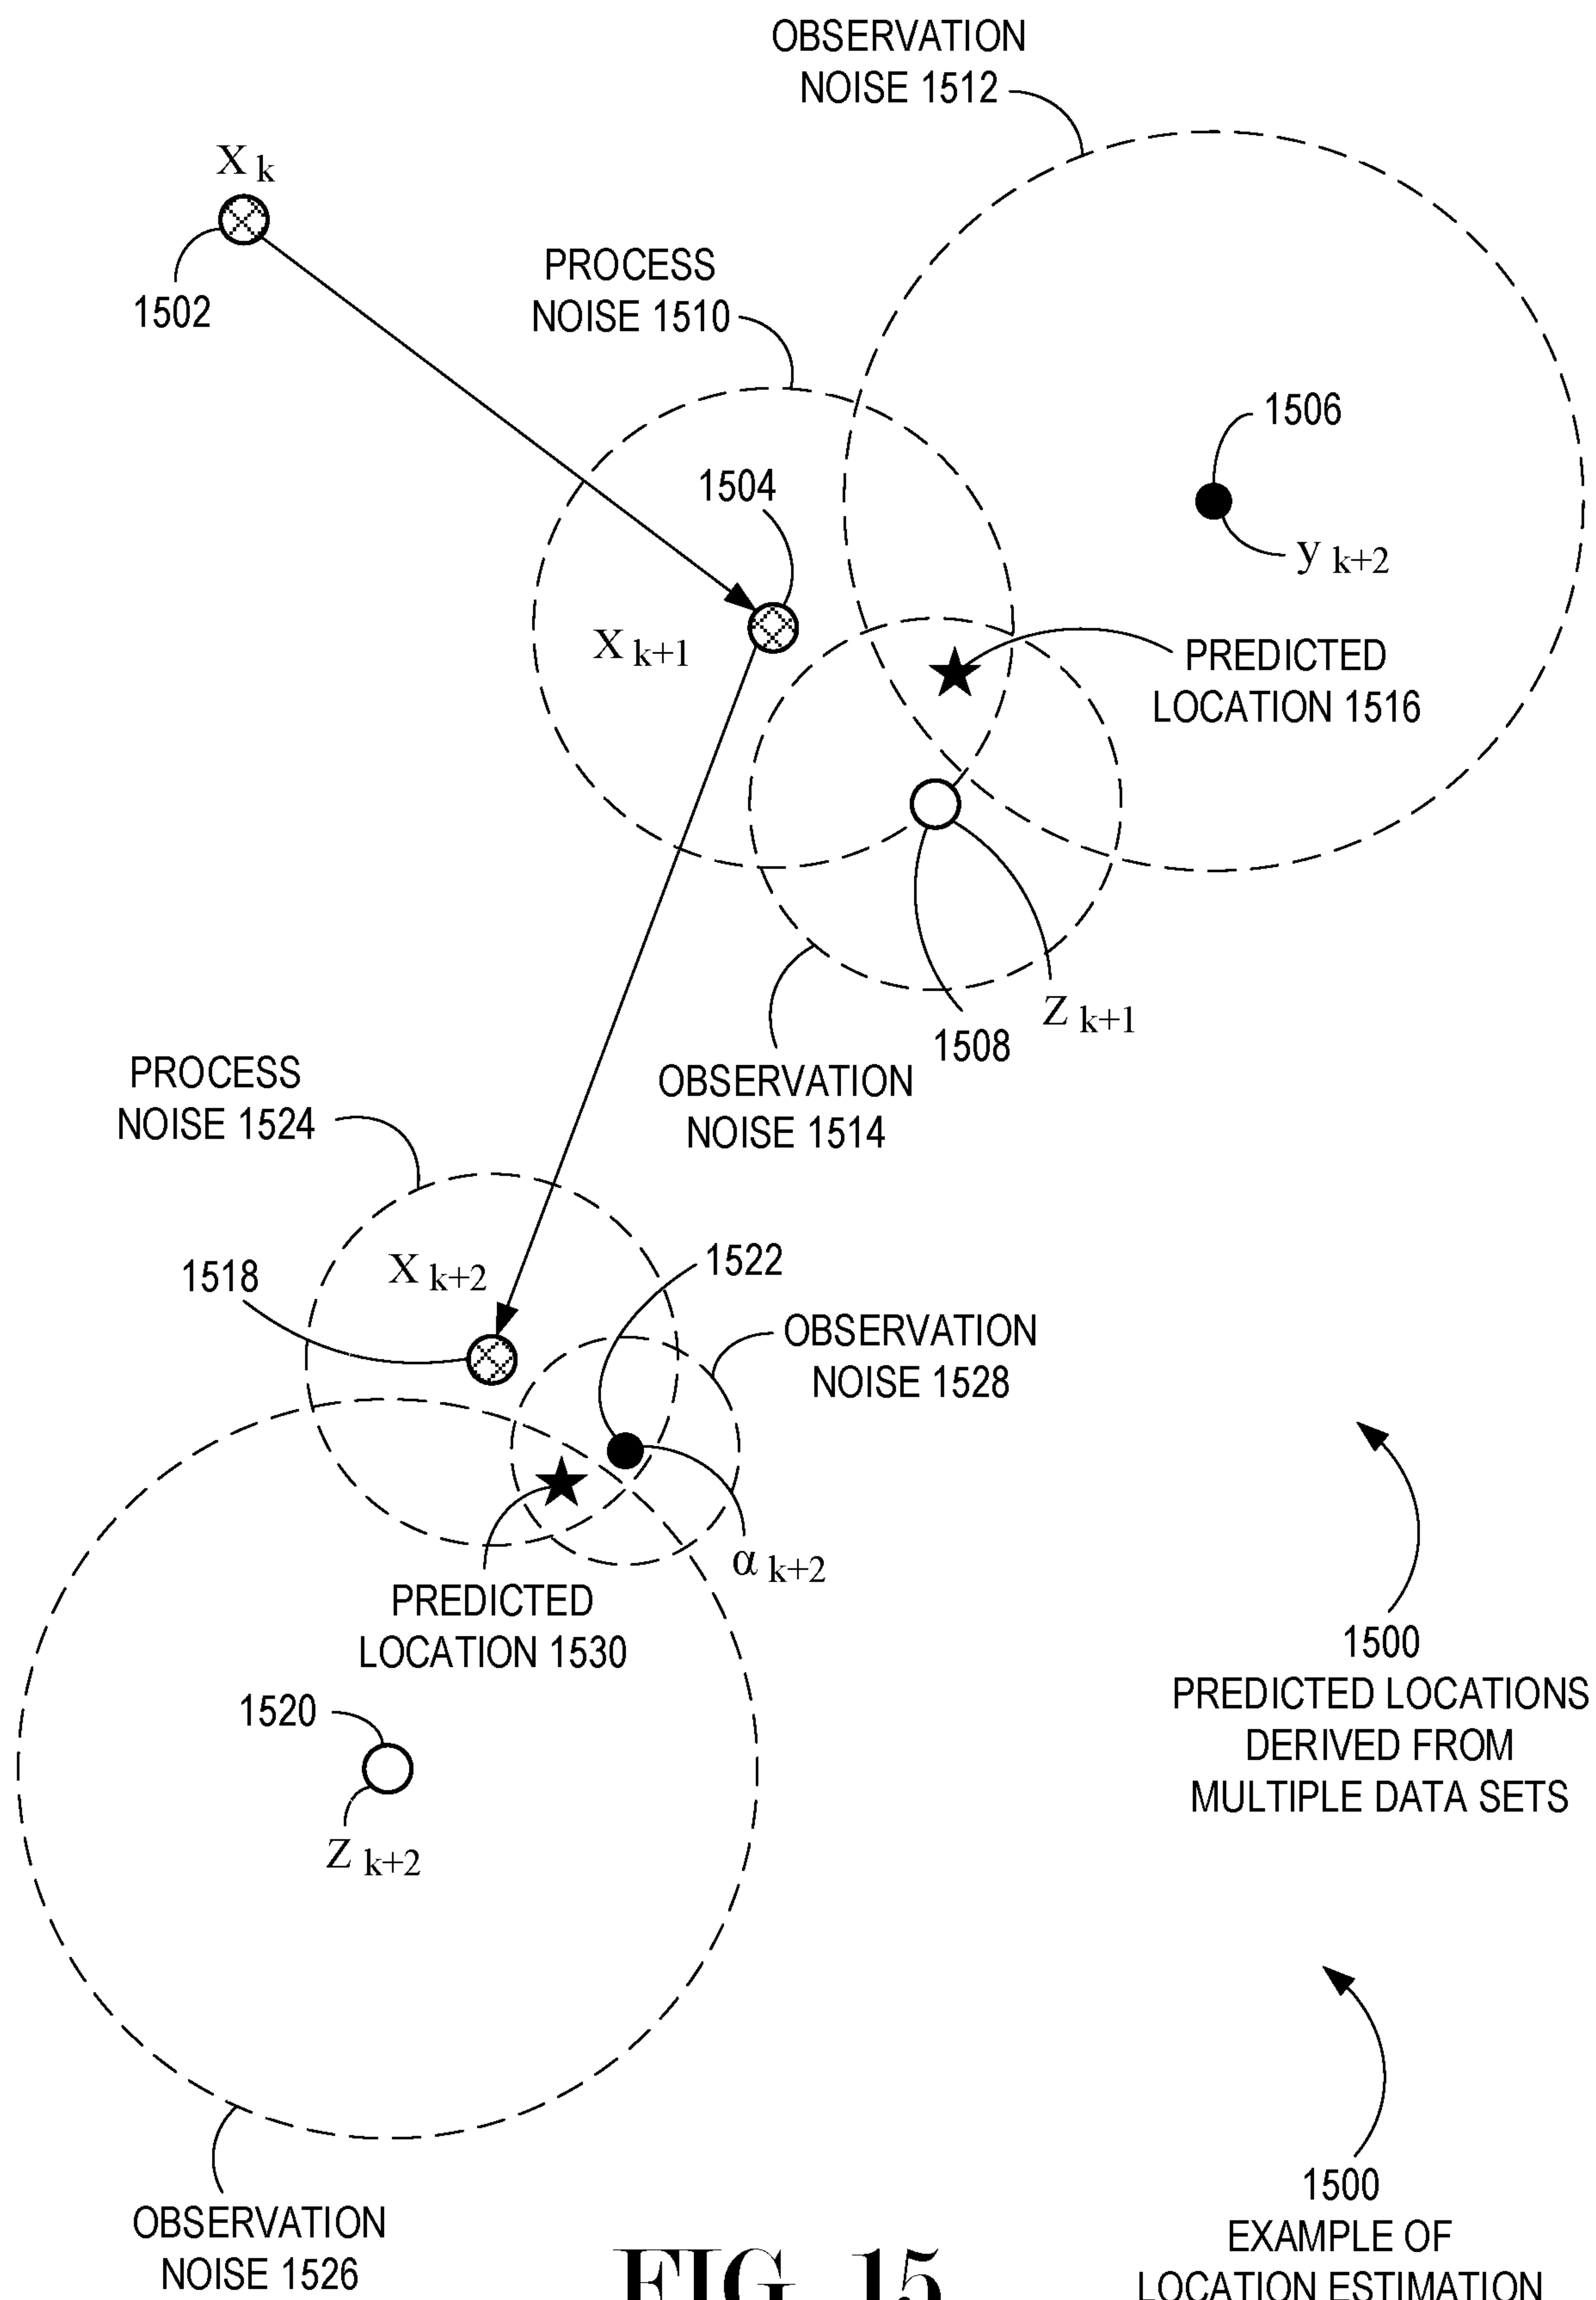 OBSERVATION
NOISE 1512
X k
1502
PROCESS
NOISE 1510
1506
1504
y k+2
X k+1
PREDICTED
LOCATION 1516
Z k+1
1508
OBSERVATION
NOISE 1514
PROCESS
NOISE 1524
X k+2
1518
1522
OBSERVATION
NOISE 1528
α k+2
PREDICTED
LOCATION 1530
1520
Z k+2
1500
PREDICTED LOCATIONS
DERIVED FROM
MULTIPLE DATA SETS
OBSERVATION
NOISE 1526
1500
EXAMPLE OF
LOCATION ESTIMATION
FIG. 15